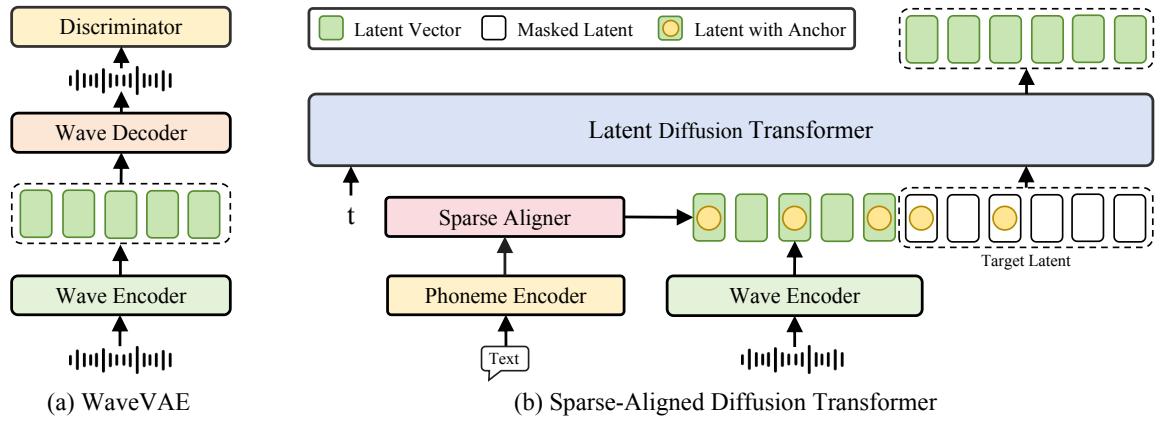 Discriminator
Wave Decoder
Wave Encoder
(a) WaveVAE
Latent Vector
Masked Latent
Latent with Anchor
Latent Diffusion Transformer
t
Sparse Aligner
Target Latent
Phoneme Encoder
Wave Encoder
Text
(b) Sparse-Aligned Diffusion Transformer